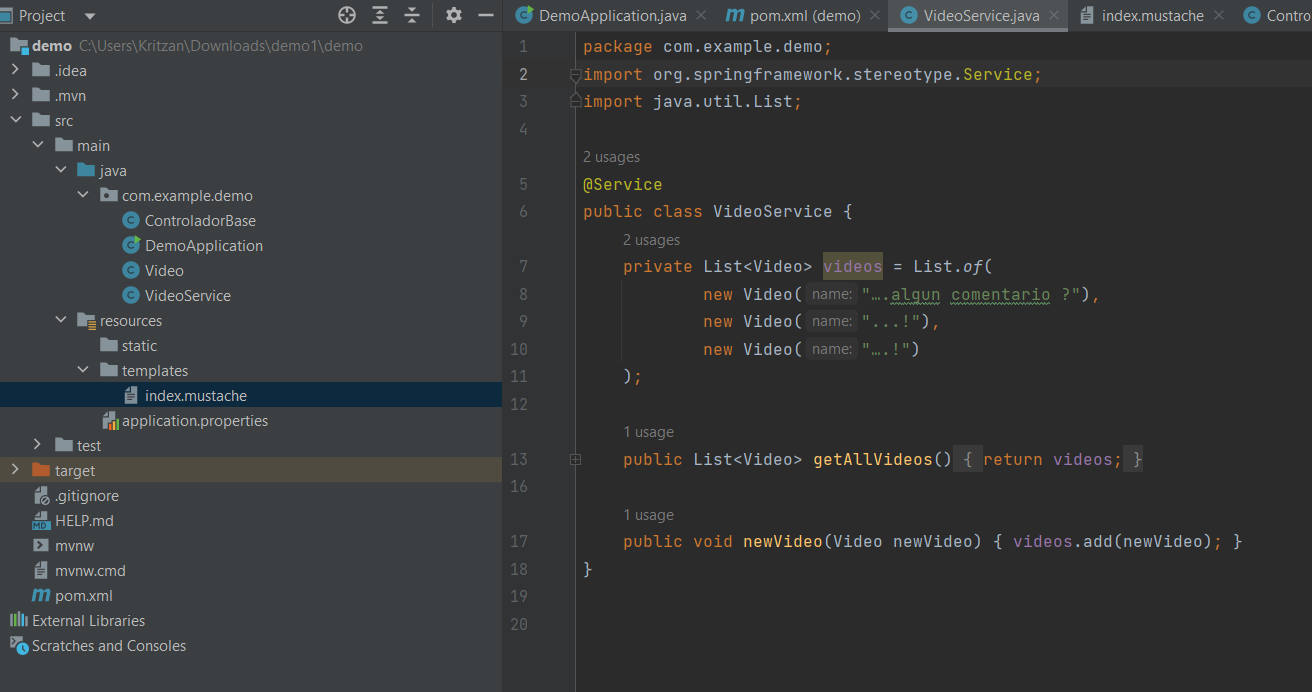 Project
demo C:\Users\Kritzan\Downloads\demo1\demo
.idea
.mvn
src
main
java
com.example.demo
ControladorBase
DemoApplication
Video
VideoService
resources
static
templates
index.mustache
application.properties
test
target
.gitignore
HELP.md
mvnw
mvnw.cmd
pom.xml
External Libraries
Scratches and Consoles
DemoApplication.java pom.xml (demo) VideoService.java index.mustache Contro
1 package com.example.demo;
2 import org.springframework.stereotype.Service;
3 import java.util.List;
4
2 usages
5 @Service
6 public class VideoService {
2 usages
7 private List<Video> videos = List.of(
8 new Video( name: "….algun comentario ?"),
9 new Video( name: "...!"),
10 new Video( name: "….!")
11 );
12
1 usage
13 public List<Video> getAllVideos() { return videos; }
16
1 usage
17 public void newVideo(Video newVideo) { videos.add(newVideo); }
18 }
19
20